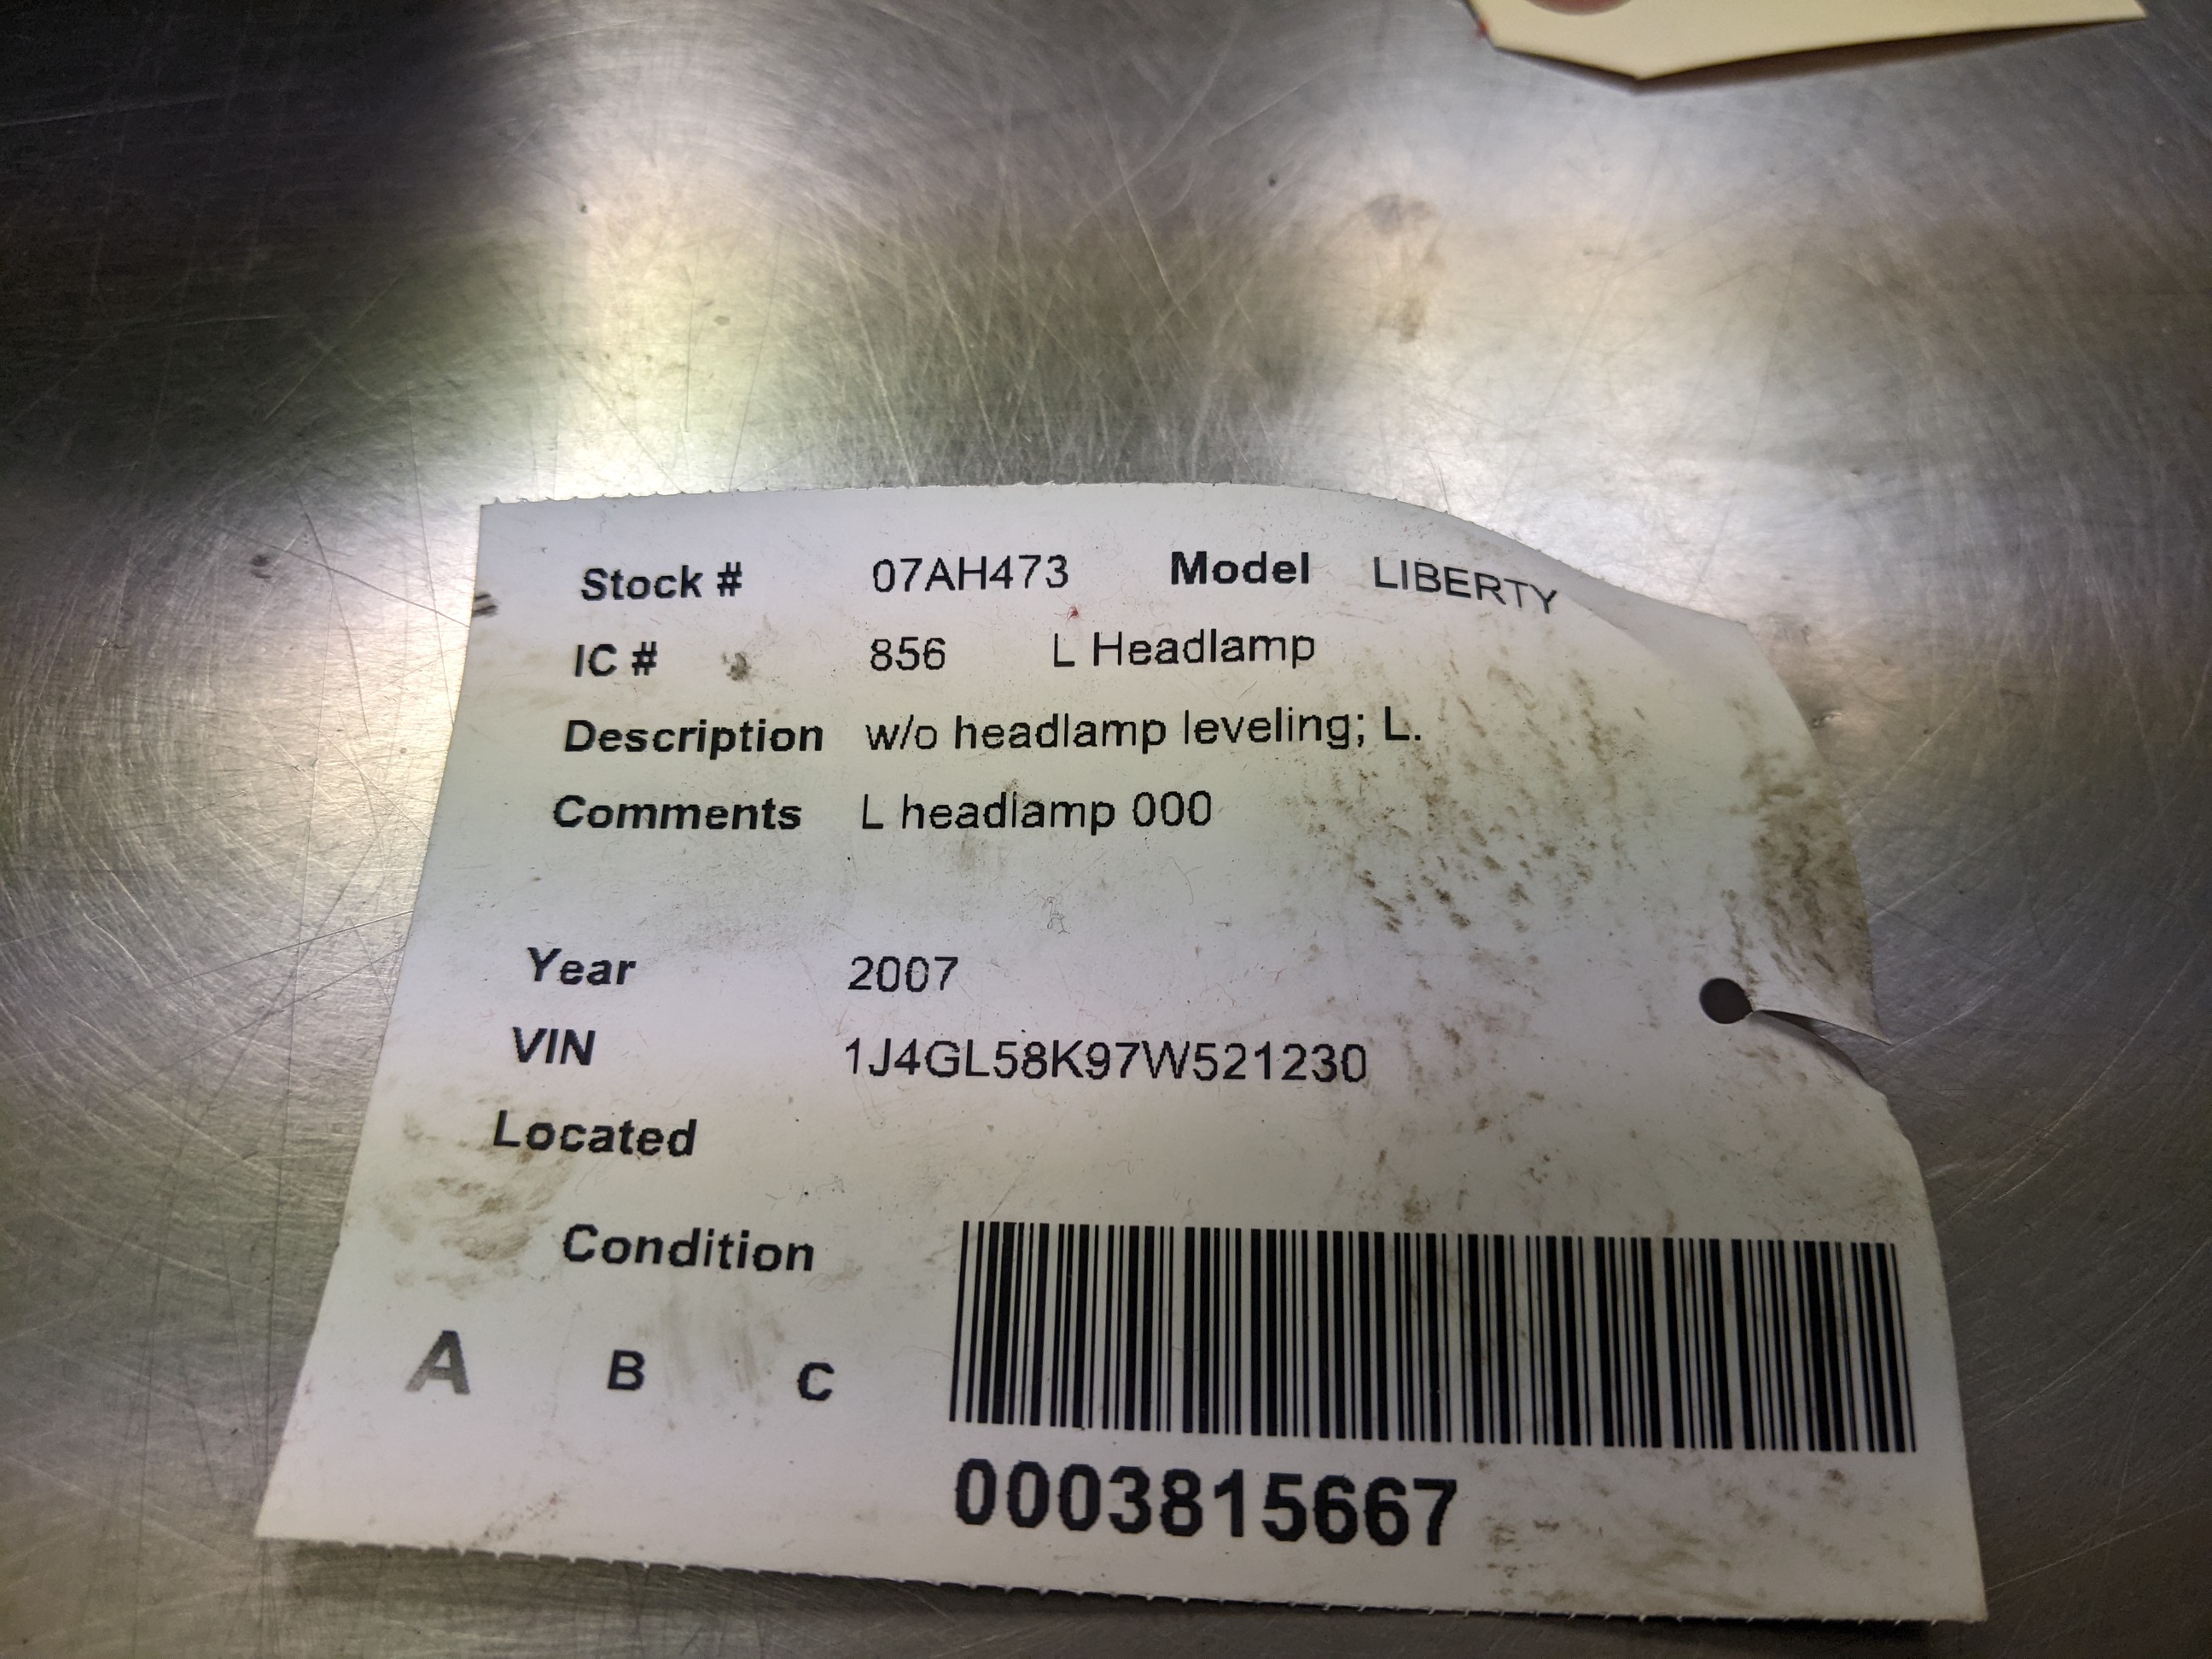 Stock # 07AH473 Model LIBERTY
IC # 856 L Headlamp
Description w/o headlamp leveling; L.
Comments L headlamp 000
Year 2007
VIN 1J4GL58K97W521230
Located
Condition
A B C
0003815667